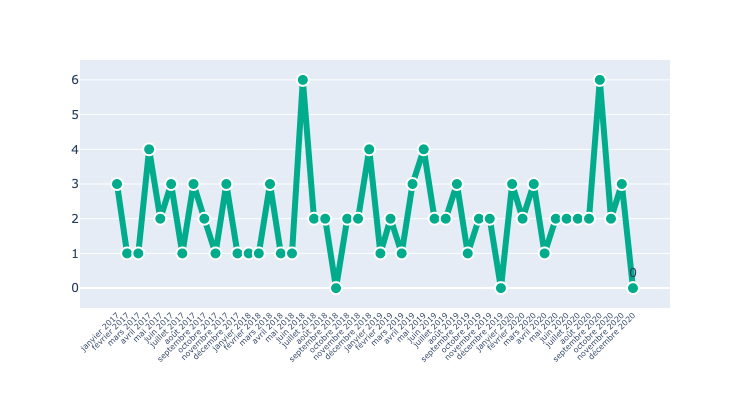 6
5
4
3
2
1
0
0
janvier 2017
février 2017
mars 2017
avril 2017
mai 2017
juin 2017
juillet 2017
août 2017
septembre 2017
octobre 2017
novembre 2017
décembre 2017
janvier 2018
février 2018
mars 2018
avril 2018
mai 2018
juin 2018
juillet 2018
août 2018
septembre 2018
octobre 2018
novembre 2018
décembre 2018
janvier 2019
février 2019
mars 2019
avril 2019
mai 2019
juin 2019
juillet 2019
août 2019
septembre 2019
octobre 2019
novembre 2019
décembre 2019
janvier 2020
février 2020
mars 2020
avril 2020
mai 2020
juin 2020
juillet 2020
août 2020
septembre 2020
octobre 2020
novembre 2020
décembre 2020